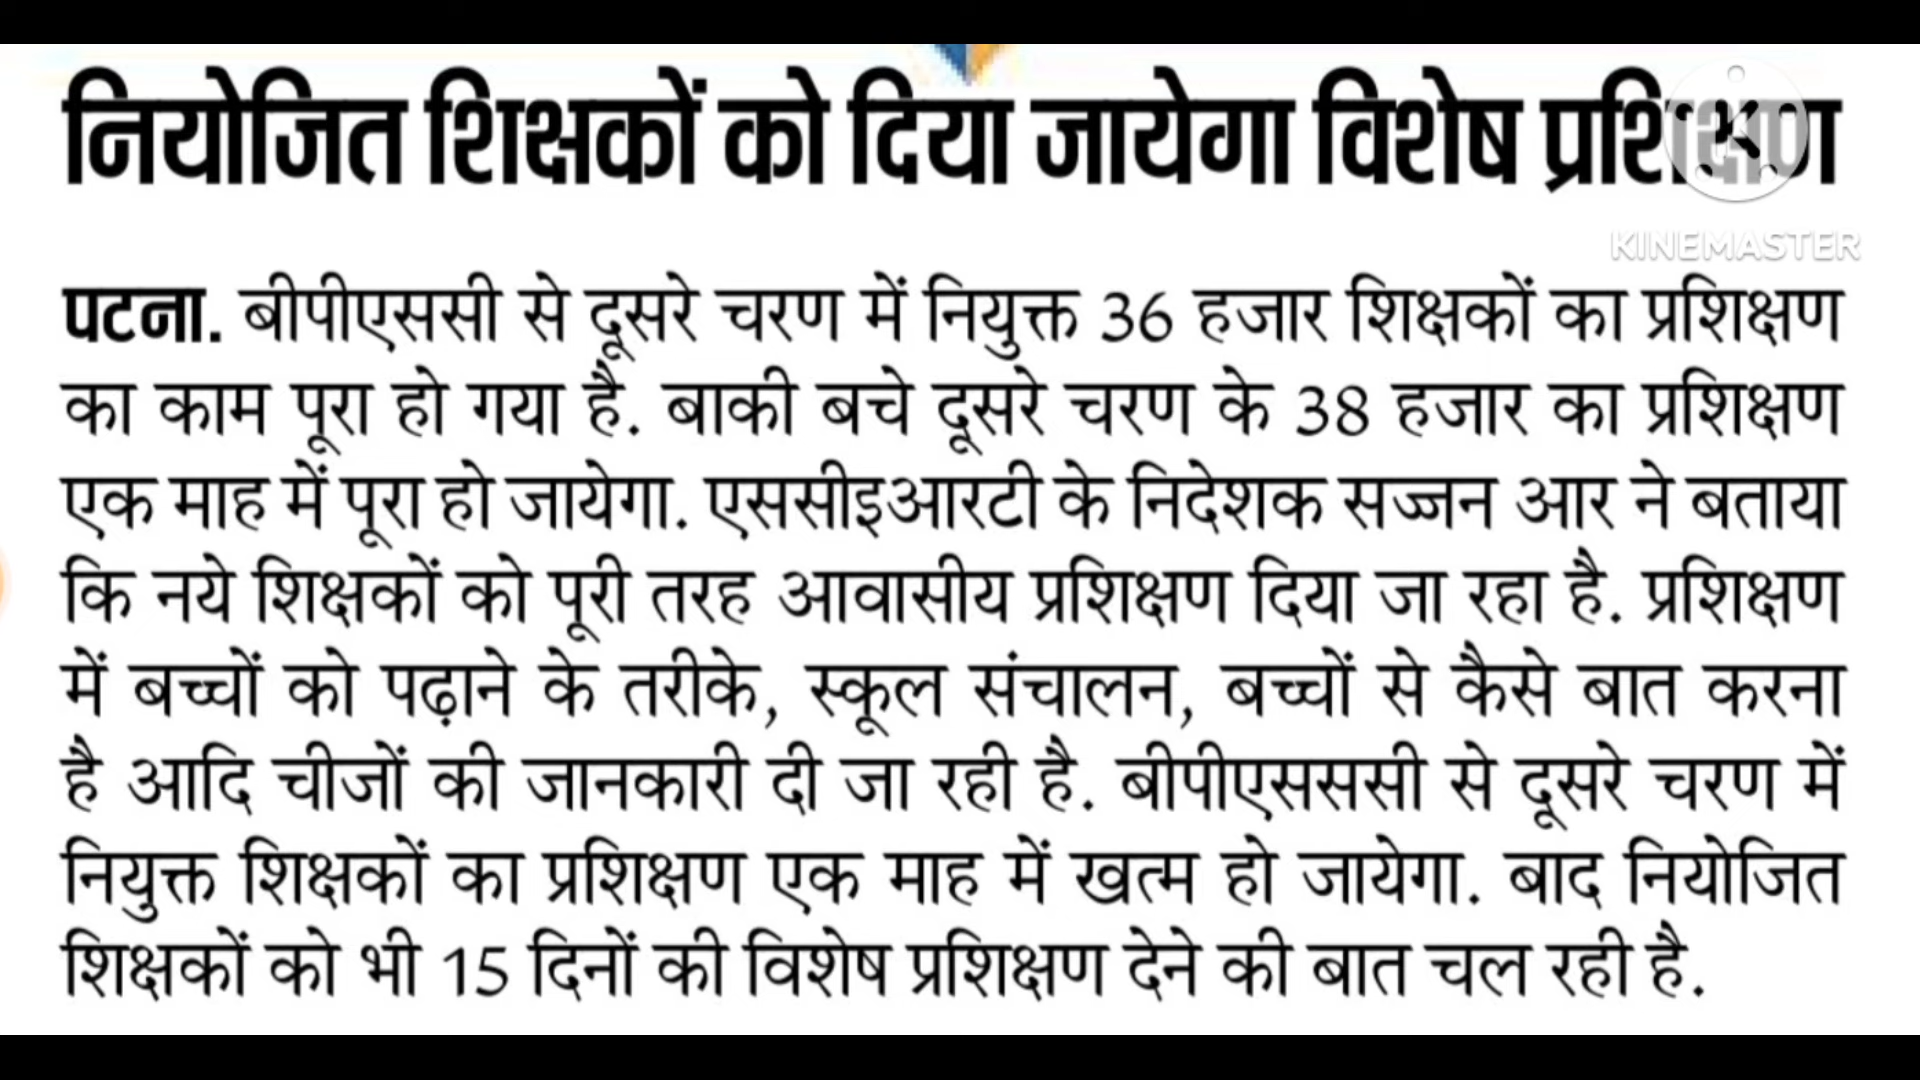 नियोजित शिक्षकों को दिया जायेगा विशेष प्रशिक्षण
KINEMASTER
पटना. बीपीएससी से दूसरे चरण में नियुक्त 36 हजार शिक्षकों का प्रशिक्षण
का काम पूरा हो गया है. बाकी बचे दूसरे चरण के 38 हजार का प्रशिक्षण
एक माह में पूरा हो जायेगा. एससीइआरटी के निदेशक सज्जन आर ने बताया
कि नये शिक्षकों को पूरी तरह आवासीय प्रशिक्षण दिया जा रहा है. प्रशिक्षण
में बच्चों को पढ़ाने के तरीके, स्कूल संचालन, बच्चों से कैसे बात करना
है आदि चीजों की जानकारी दी जा रही है. बीपीएसससी से दूसरे चरण में
नियुक्त शिक्षकों का प्रशिक्षण एक माह में खत्म हो जायेगा. बाद नियोजित
शिक्षकों को भी 15 दिनों की विशेष प्रशिक्षण देने की बात चल रही है.